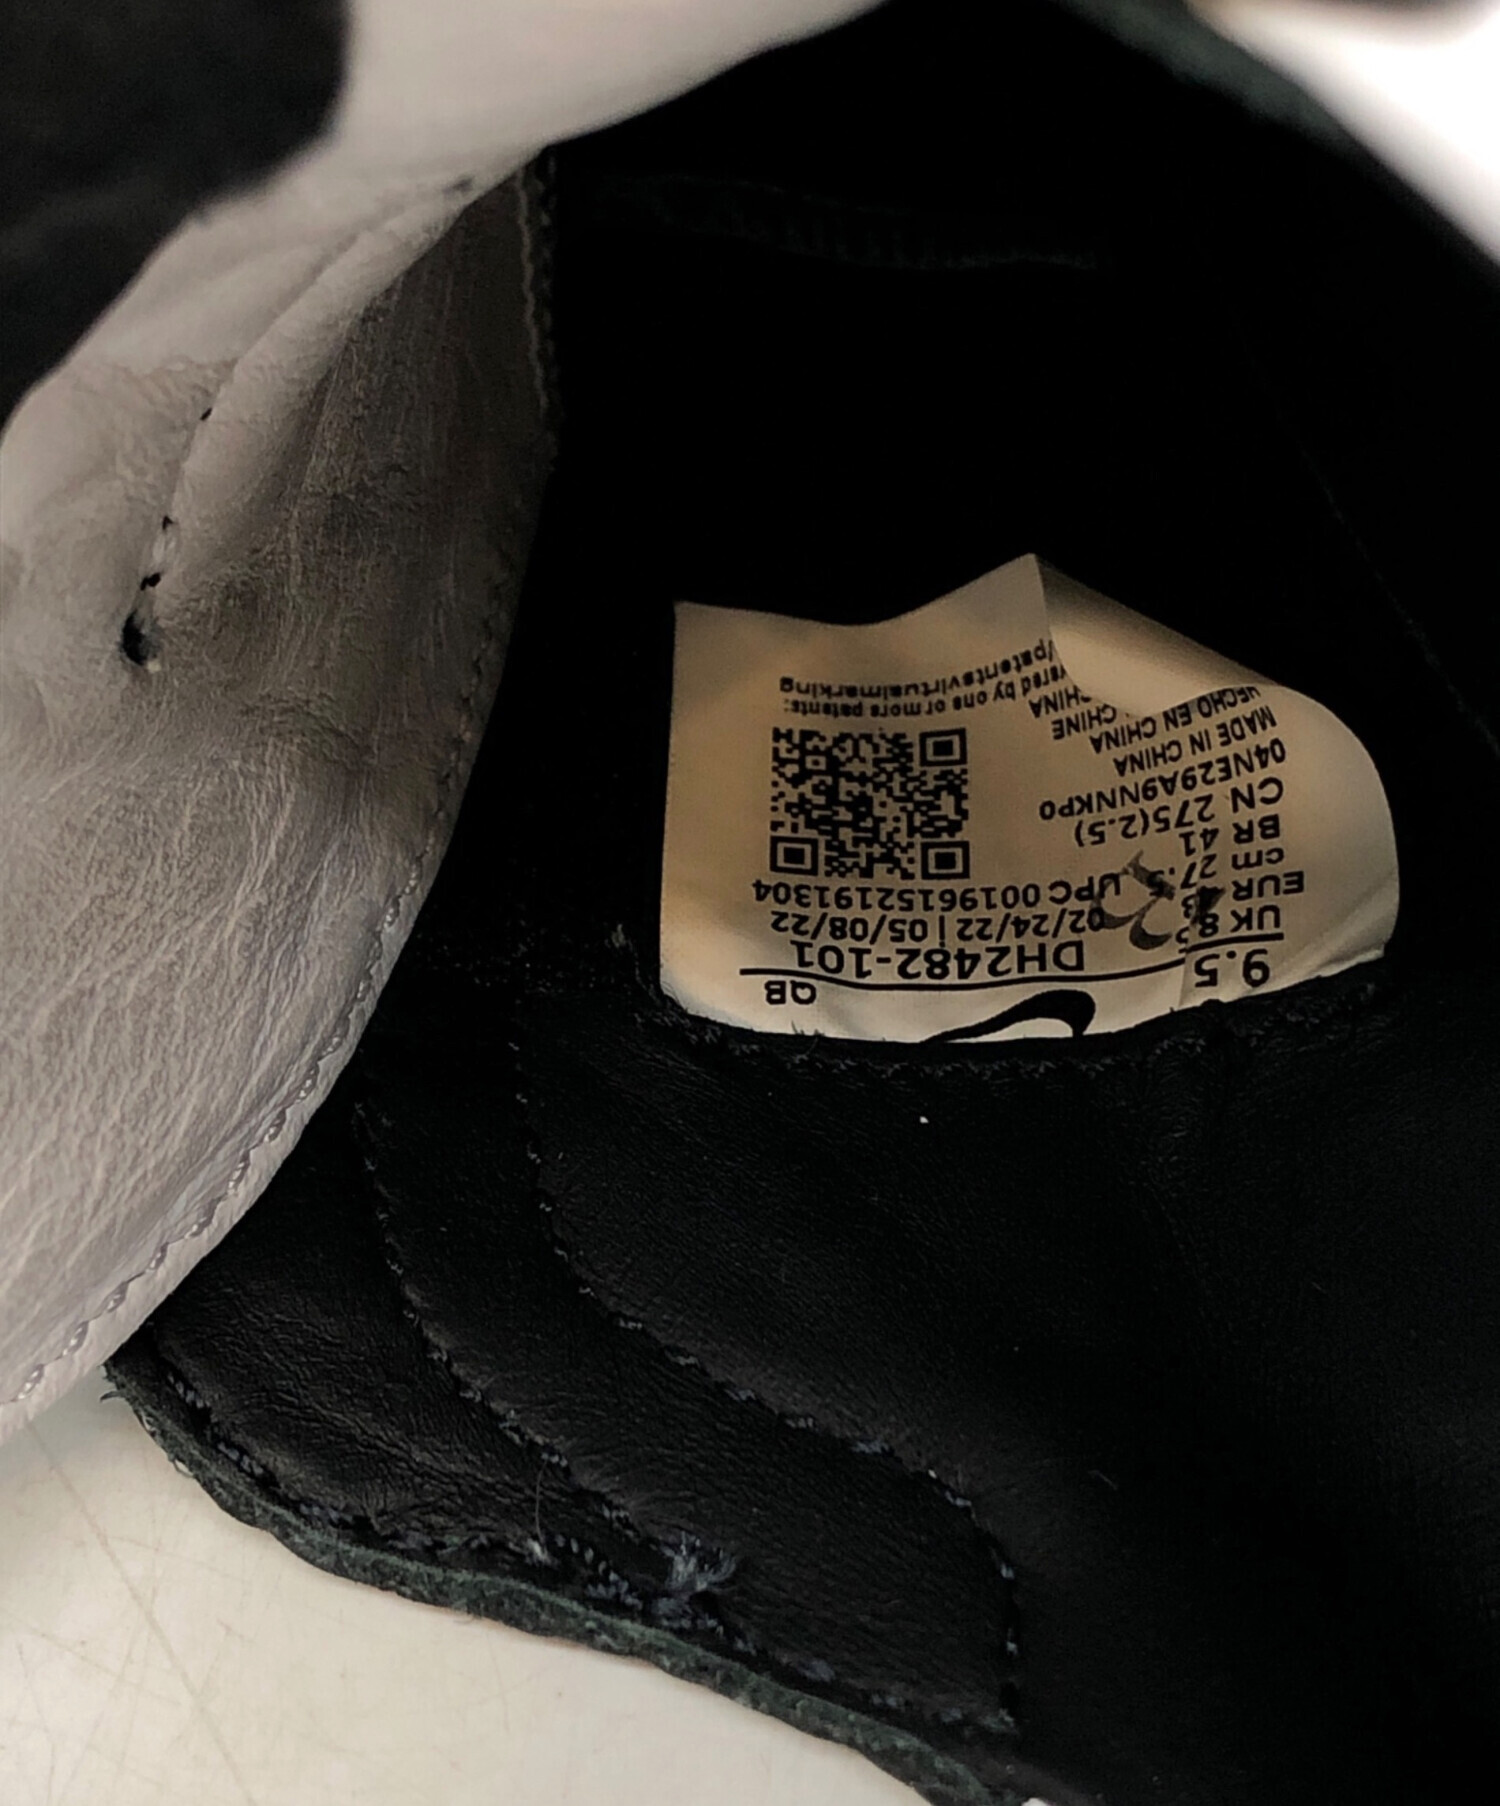 QB
9.5
UK 8.5
EUR 43
cm 27.5
BR 41
CN 275(2.5)
04NE29A9NNKP0
MADE IN CHINA
HECHO EN CHINA
CHINE
CHINA
DH2482-101
02/24/22 | 05/08/22
UPC 00196152191304
by one or more patents:
/patentsvirtualmarking